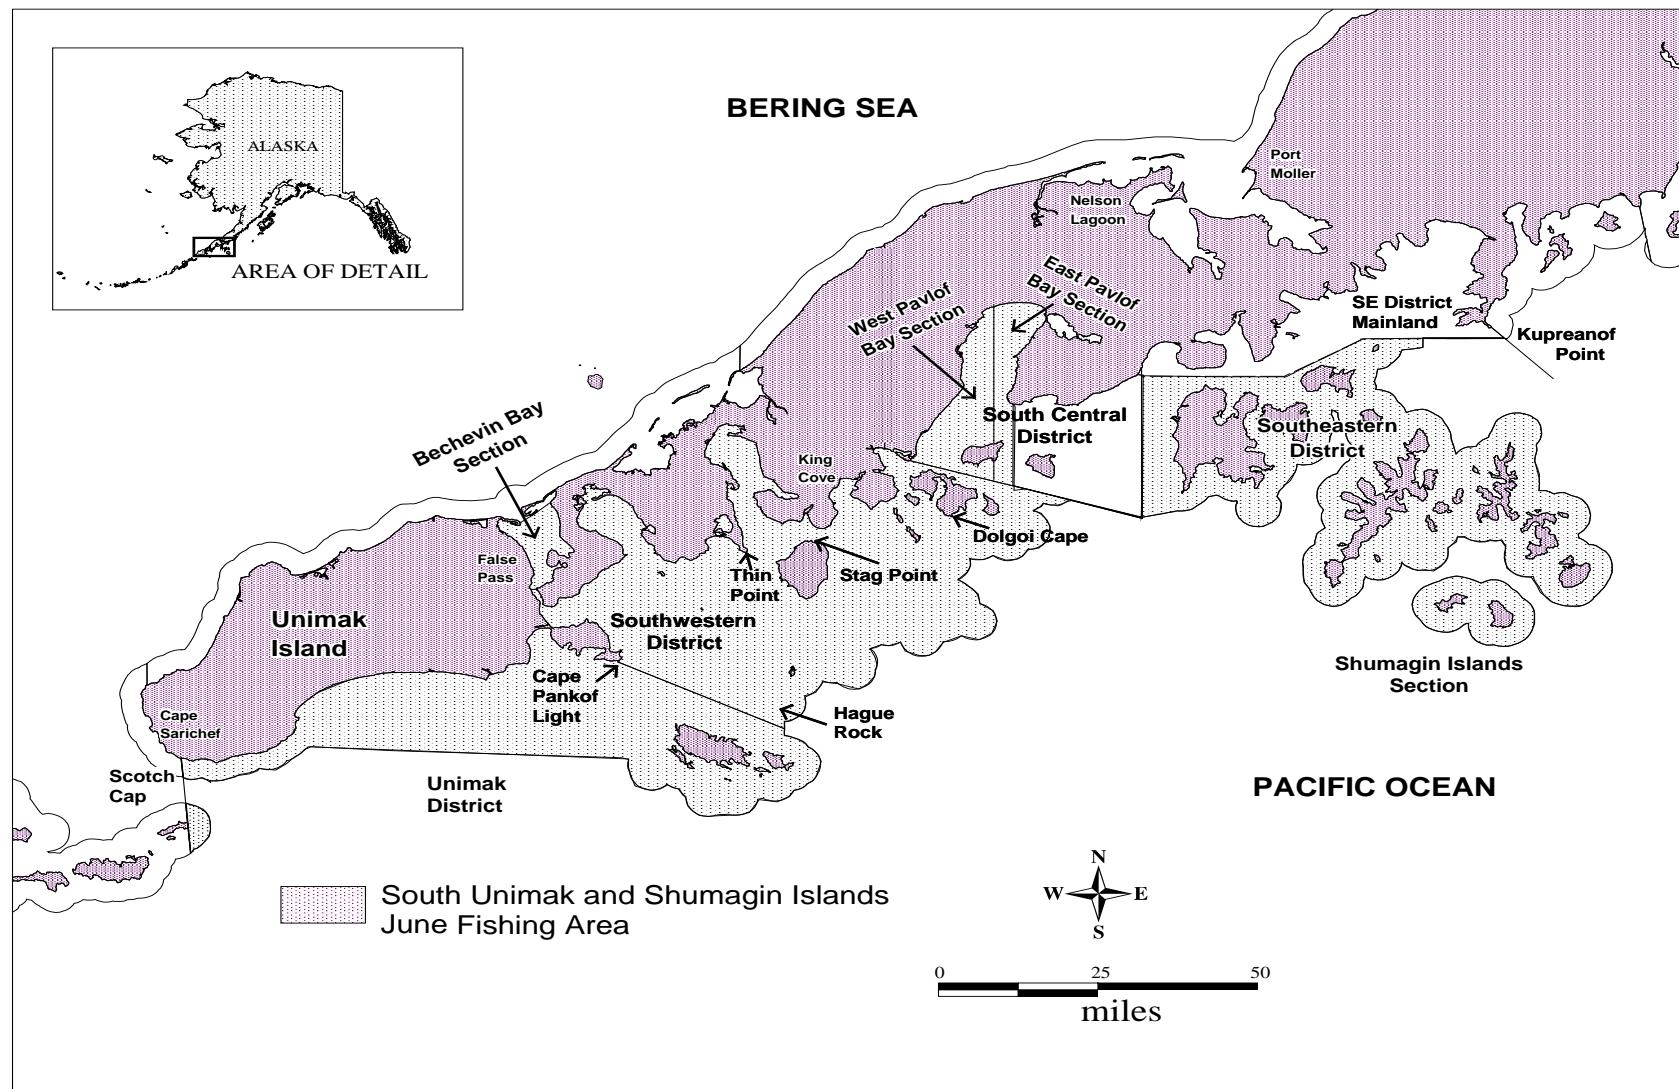 BERING SEA
ALASKA
AREA OF DETAIL
Port
Moller
Nelson
Lagoon
East Pavlof
Bay Section
West Pavlof
Bay Section
SE District
Mainland
Kupreanof
Point
Bechevin Bay
Section
South Central
District
Southeastern
District
King
Cove
Dolgoi Cape
False
Pass
Thin
Point
Stag Point
Unimak
Island
Southwestern
District
Shumagin Islands
Section
Cape
Pankof
Light
Hague
Rock
Cape
Sarichef
Scotch
Cap
Unimak
District
PACIFIC OCEAN
South Unimak and Shumagin Islands
June Fishing Area
N
W E
S
0 25 50
miles